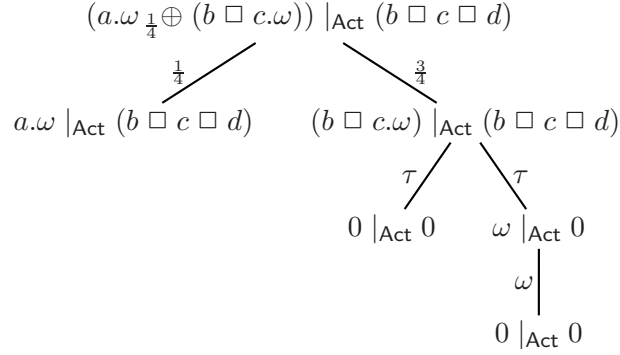 (a.ω ¼⊕ (b □ c.ω)) |Act (b □ c □ d)
1/4 3/4
a.ω |Act (b □ c □ d) (b □ c.ω) |Act (b □ c □ d)
τ τ
0 |Act 0 ω |Act 0
ω
0 |Act 0